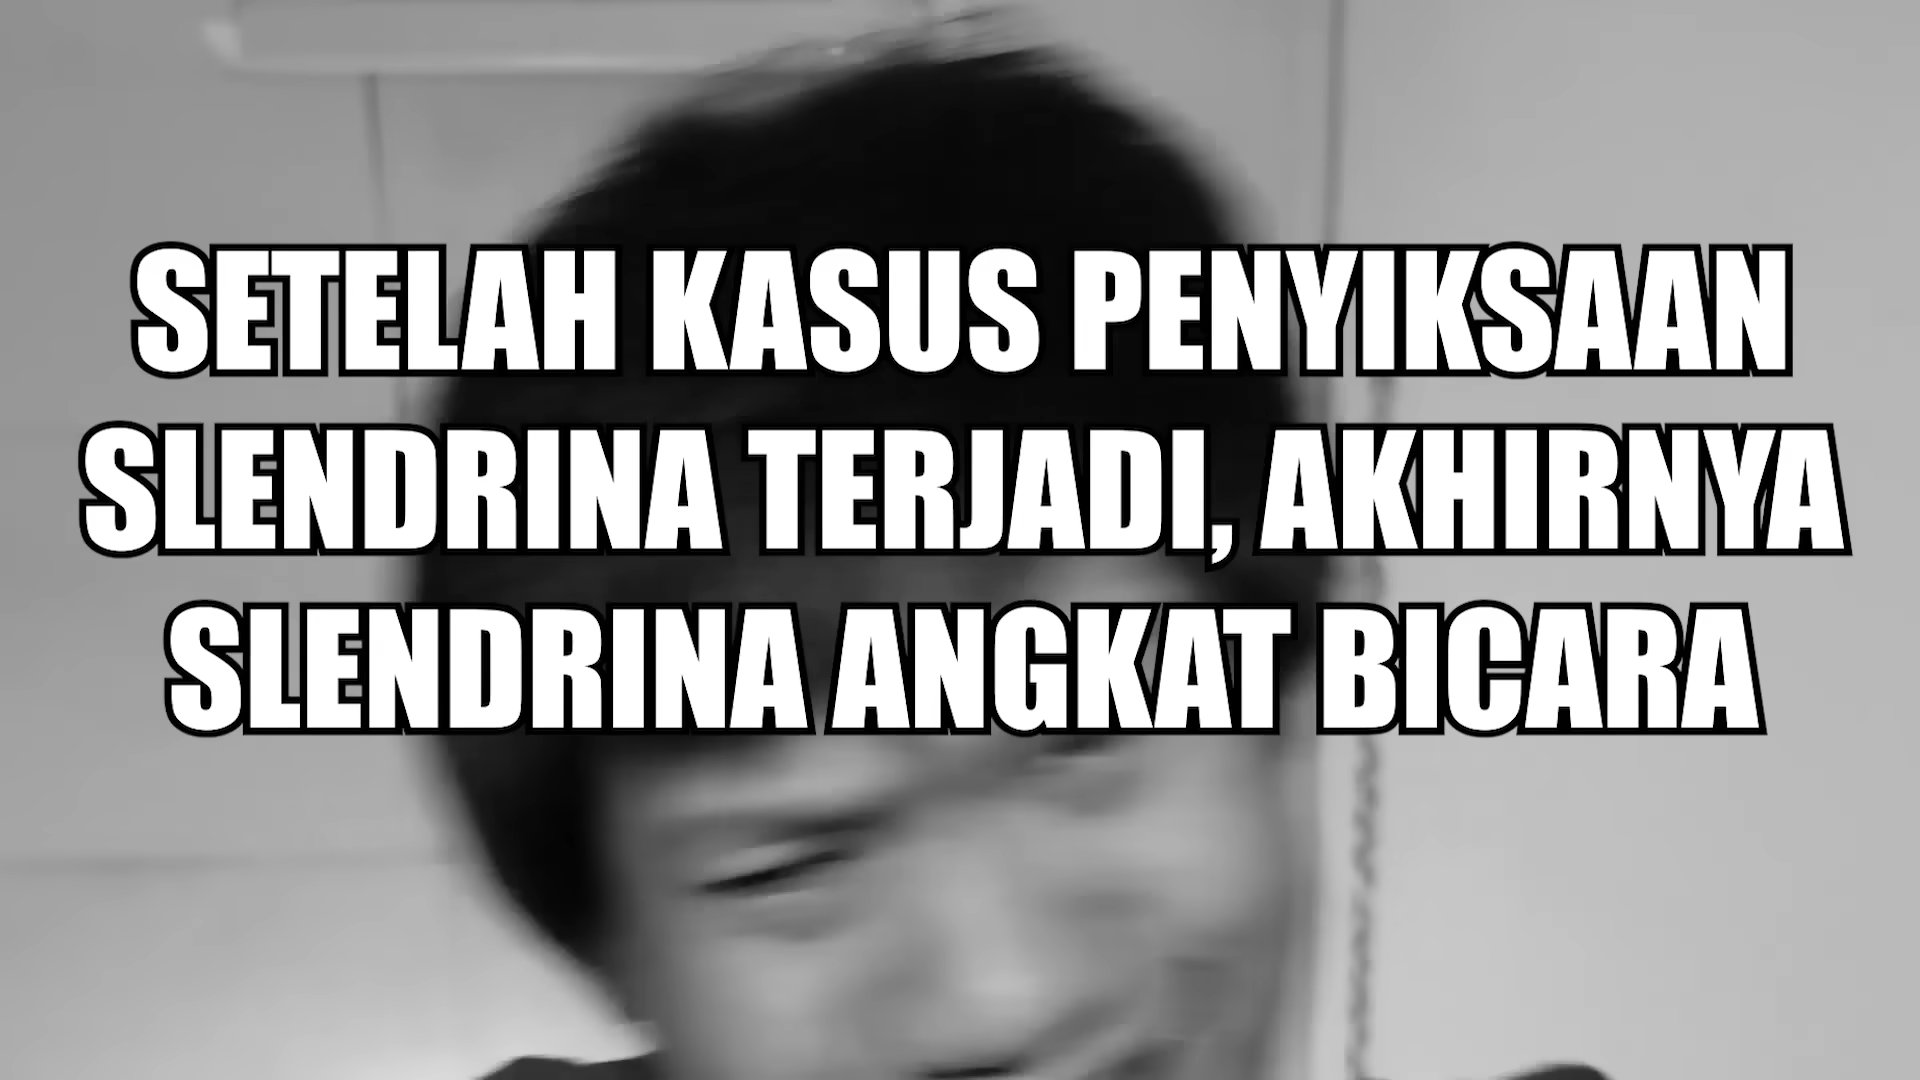 SETELAH KASUS PENYIKSAAN
SLENDRINA TERJADI, AKHIRNYA
SLENDRINA ANGKAT BICARA